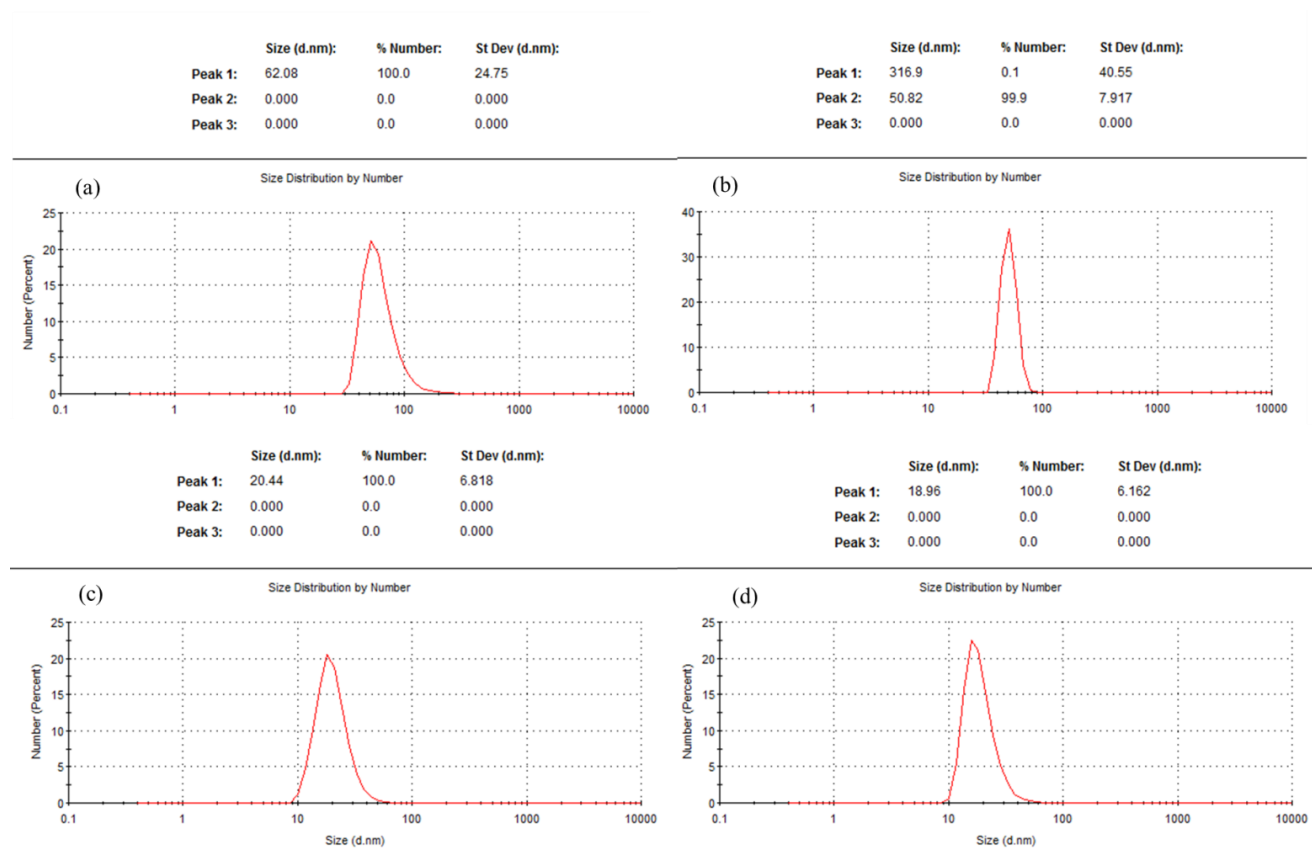 Size (d.nm): % Number: St Dev (d.nm):
Peak 1: 62.08 100.0 24.75
Peak 2: 0.000 0.0 0.000
Peak 3: 0.000 0.0 0.000
Size (d.nm): % Number: St Dev (d.nm):
Peak 1: 316.9 0.1 40.55
Peak 2: 50.82 99.9 7.917
Peak 3: 0.000 0.0 0.000
(a)
Size Distribution by Number
Number (Percent)
25
20
15
10
5
0
0.1 1 10 100 1000 10000
(b)
Size Distribution by Number
40
30
20
10
0
0.1 1 10 100 1000 10000
Size (d.nm): % Number: St Dev (d.nm):
Peak 1: 20.44 100.0 6.818
Peak 2: 0.000 0.0 0.000
Peak 3: 0.000 0.0 0.000
Size (d.nm): % Number: St Dev (d.nm):
Peak 1: 18.96 100.0 6.162
Peak 2: 0.000 0.0 0.000
Peak 3: 0.000 0.0 0.000
(c)
Size Distribution by Number
Number (Percent)
25
20
15
10
5
0
0.1 1 10 100 1000 10000
Size (d.nm)
(d)
Size Distribution by Number
Number (Percent)
25
20
15
10
5
0
0.1 1 10 100 1000 10000
Size (d.nm)